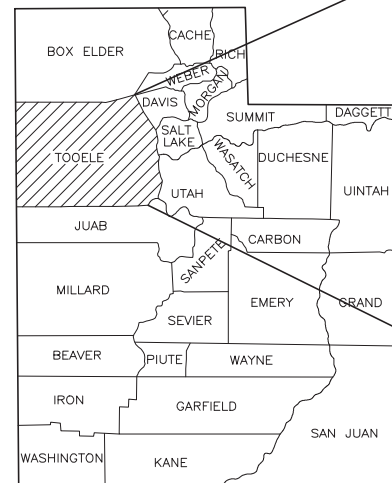 BOX ELDER
CACHE
RICH
WEBER
MORGAN
DAVIS
SUMMIT
DAGGETT
SALT
LAKE
TOOELE
WASATCH
DUCHESNE
UTAH
UINTAH
JUAB
CARBON
SANPETE
MILLARD
EMERY
GRAND
SEVIER
BEAVER
PIUTE
WAYNE
IRON
GARFIELD
SAN JUAN
WASHINGTON
KANE